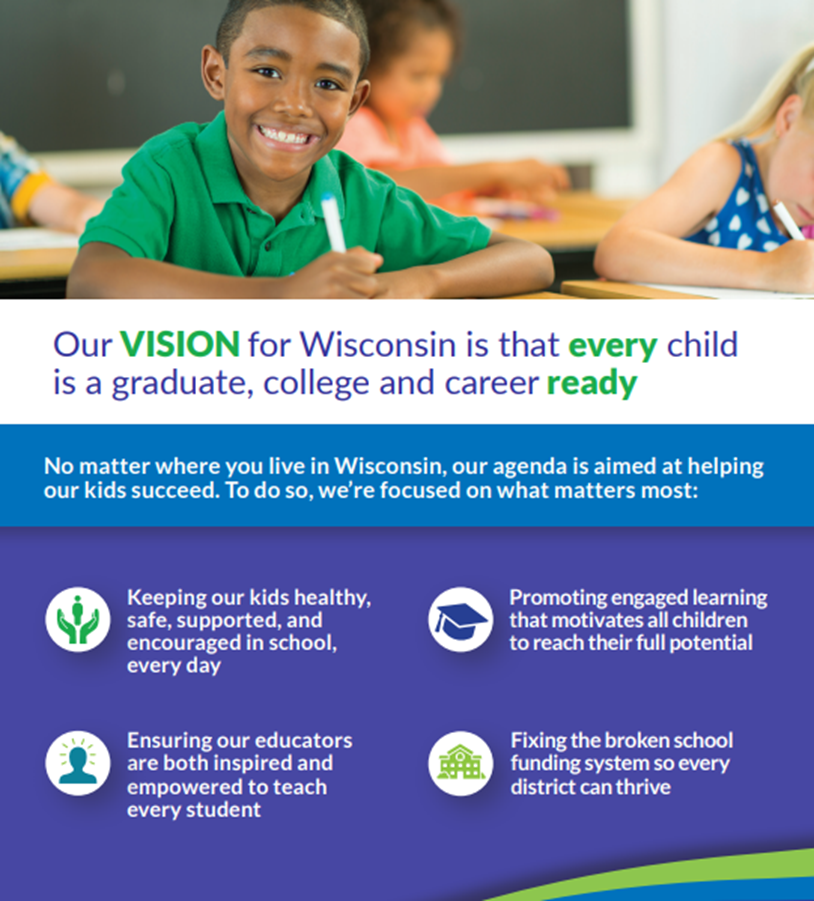 Our VISION for Wisconsin is that every child
is a graduate, college and career ready
No matter where you live in Wisconsin, our agenda is aimed at helping
our kids succeed. To do so, we're focused on what matters most:
Keeping our kids healthy,
safe, supported, and
encouraged in school,
every day
Promoting engaged learning
that motivates all children
to reach their full potential
Ensuring our educators
are both inspired and
empowered to teach
every student
Fixing the broken school
funding system so every
district can thrive